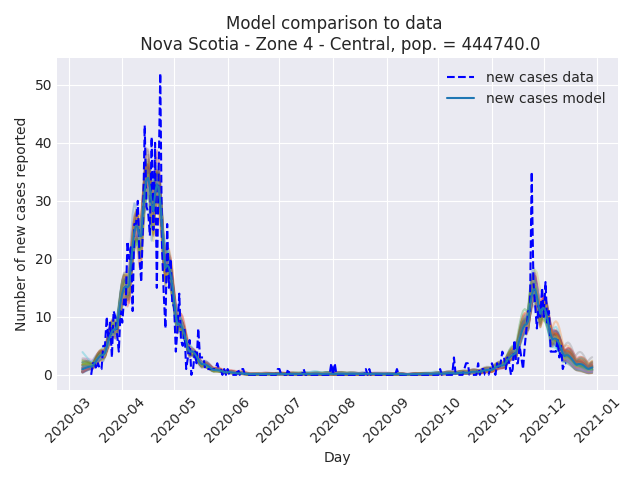 Model comparison to data
Nova Scotia - Zone 4 - Central, pop. = 444740.0
new cases data
new cases model
Number of new cases reported
50
40
30
20
10
0
2020-03
2020-04
2020-05
2020-06
2020-07
2020-08
2020-09
2020-10
2020-11
2020-12
2021-01
Day